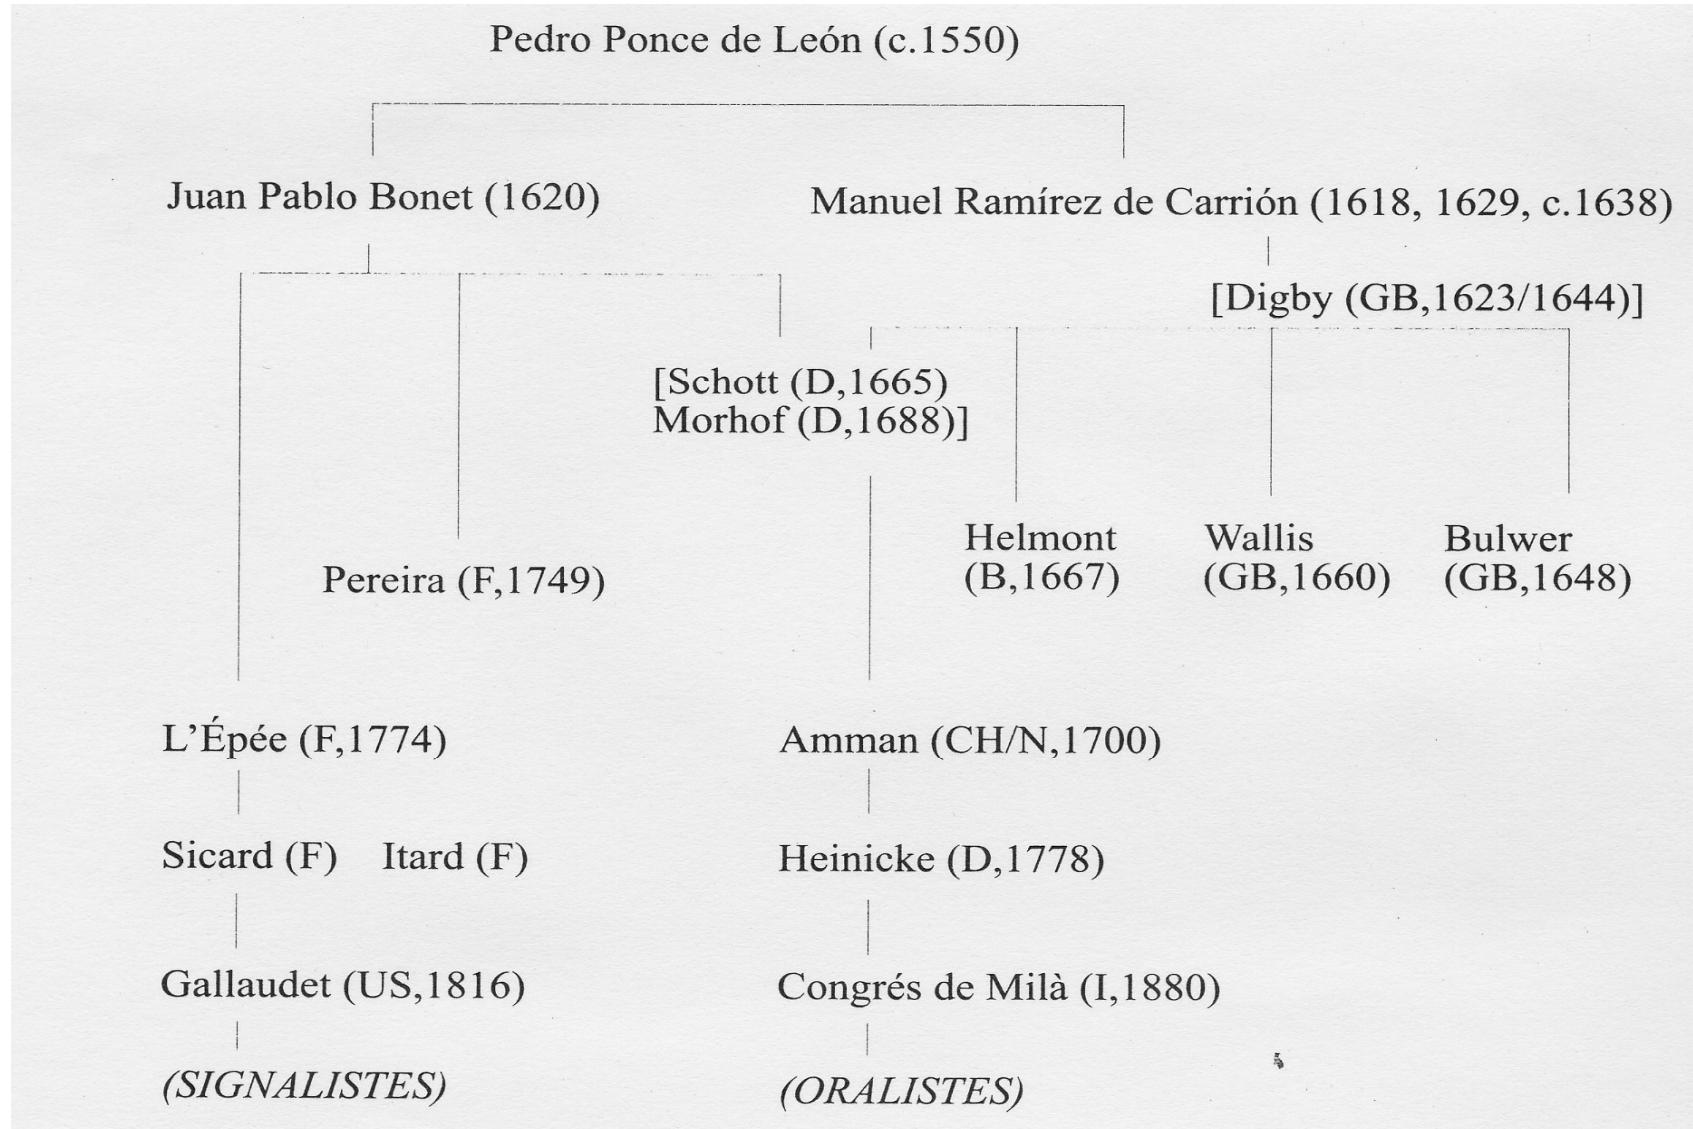 Pedro Ponce de León (c.1550)
Juan Pablo Bonet (1620)
Manuel Ramírez de Carrión (1618, 1629, c.1638)
[Digby (GB,1623/1644)]
[Schott (D,1665)
Morhof (D,1688)]
Helmont
(B,1667)
Wallis
(GB,1660)
Bulwer
(GB,1648)
Pereira (F,1749)
L’Épée (F,1774)
Amman (CH/N,1700)
Sicard (F) Itard (F)
Heinicke (D,1778)
Gallaudet (US,1816)
Congrés de Milà (I,1880)
(SIGNALISTES)
(ORALISTES)